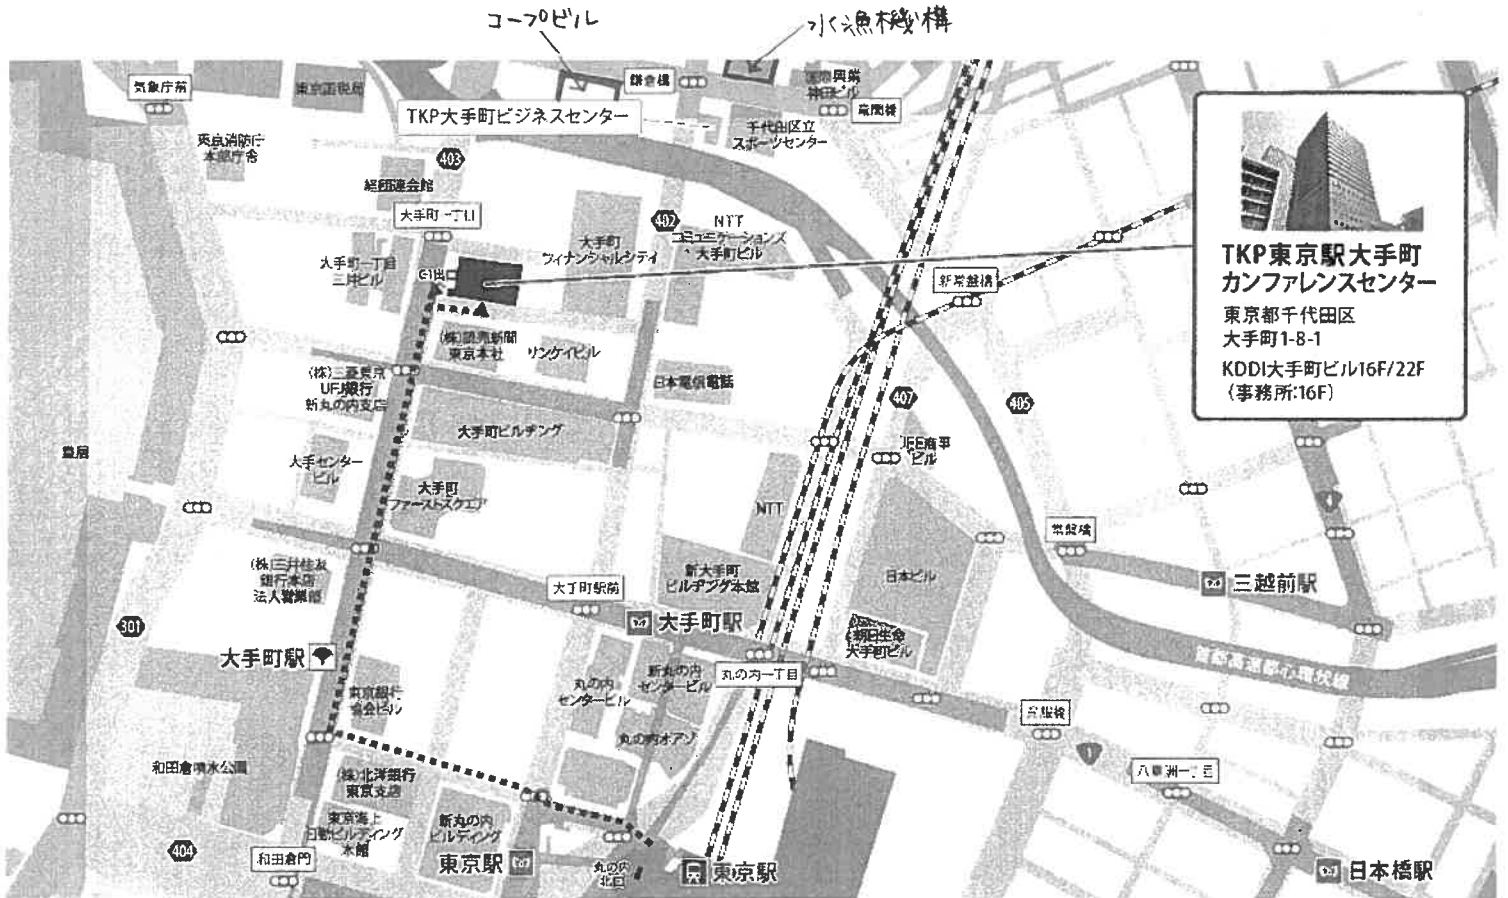 コープビル
水漁機構
気象庁前
東京国税局
鎌倉橋
神田ビル
竜閑橋
TKP大手町ビジネスセンター
千代田区立
スポーツセンター
東京消防庁
本部庁舎
403
経団連会館
大手町一丁目
402
NTT
コミュニケーションズ
大手町ビル
大手町
フィナンシャルシティ
大手町一丁目
三井ビル
新常盤橋
TKP東京駅大手町
カンファレンスセンター
東京都千代田区
大手町1-8-1
KDDI大手町ビル16F/22F
(事務所:16F)
(株)読売新聞
東京本社
サンケイビル
(株)三菱東京
UFJ銀行
新丸の内支店
日本電信電話
407
405
大手町ビルヂング
JFE商事
ビル
大手センター
ビル
大手町
ファーストスクエア
NTT
常盤橋
(株)三井住友
銀行本店
法人営業部
大手町駅前
新大手町
ビルヂング本館
日本ビル
三越前駅
301
大手町駅
大手町駅
朝日生命
大手町ビル
首都高速都心環状線
東京銀行
協会ビル
丸の内
センタービル
新丸の内
センタービル
丸の内一丁目
呉服橋
丸の内オアゾ
1
八重洲一丁目
和田倉噴水公園
(株)北洋銀行
東京支店
東京海上
日動ビルディング
本館
新丸の内
ビルディング
404
和田倉門
東京駅
丸の内
北口
東京駅
日本橋駅